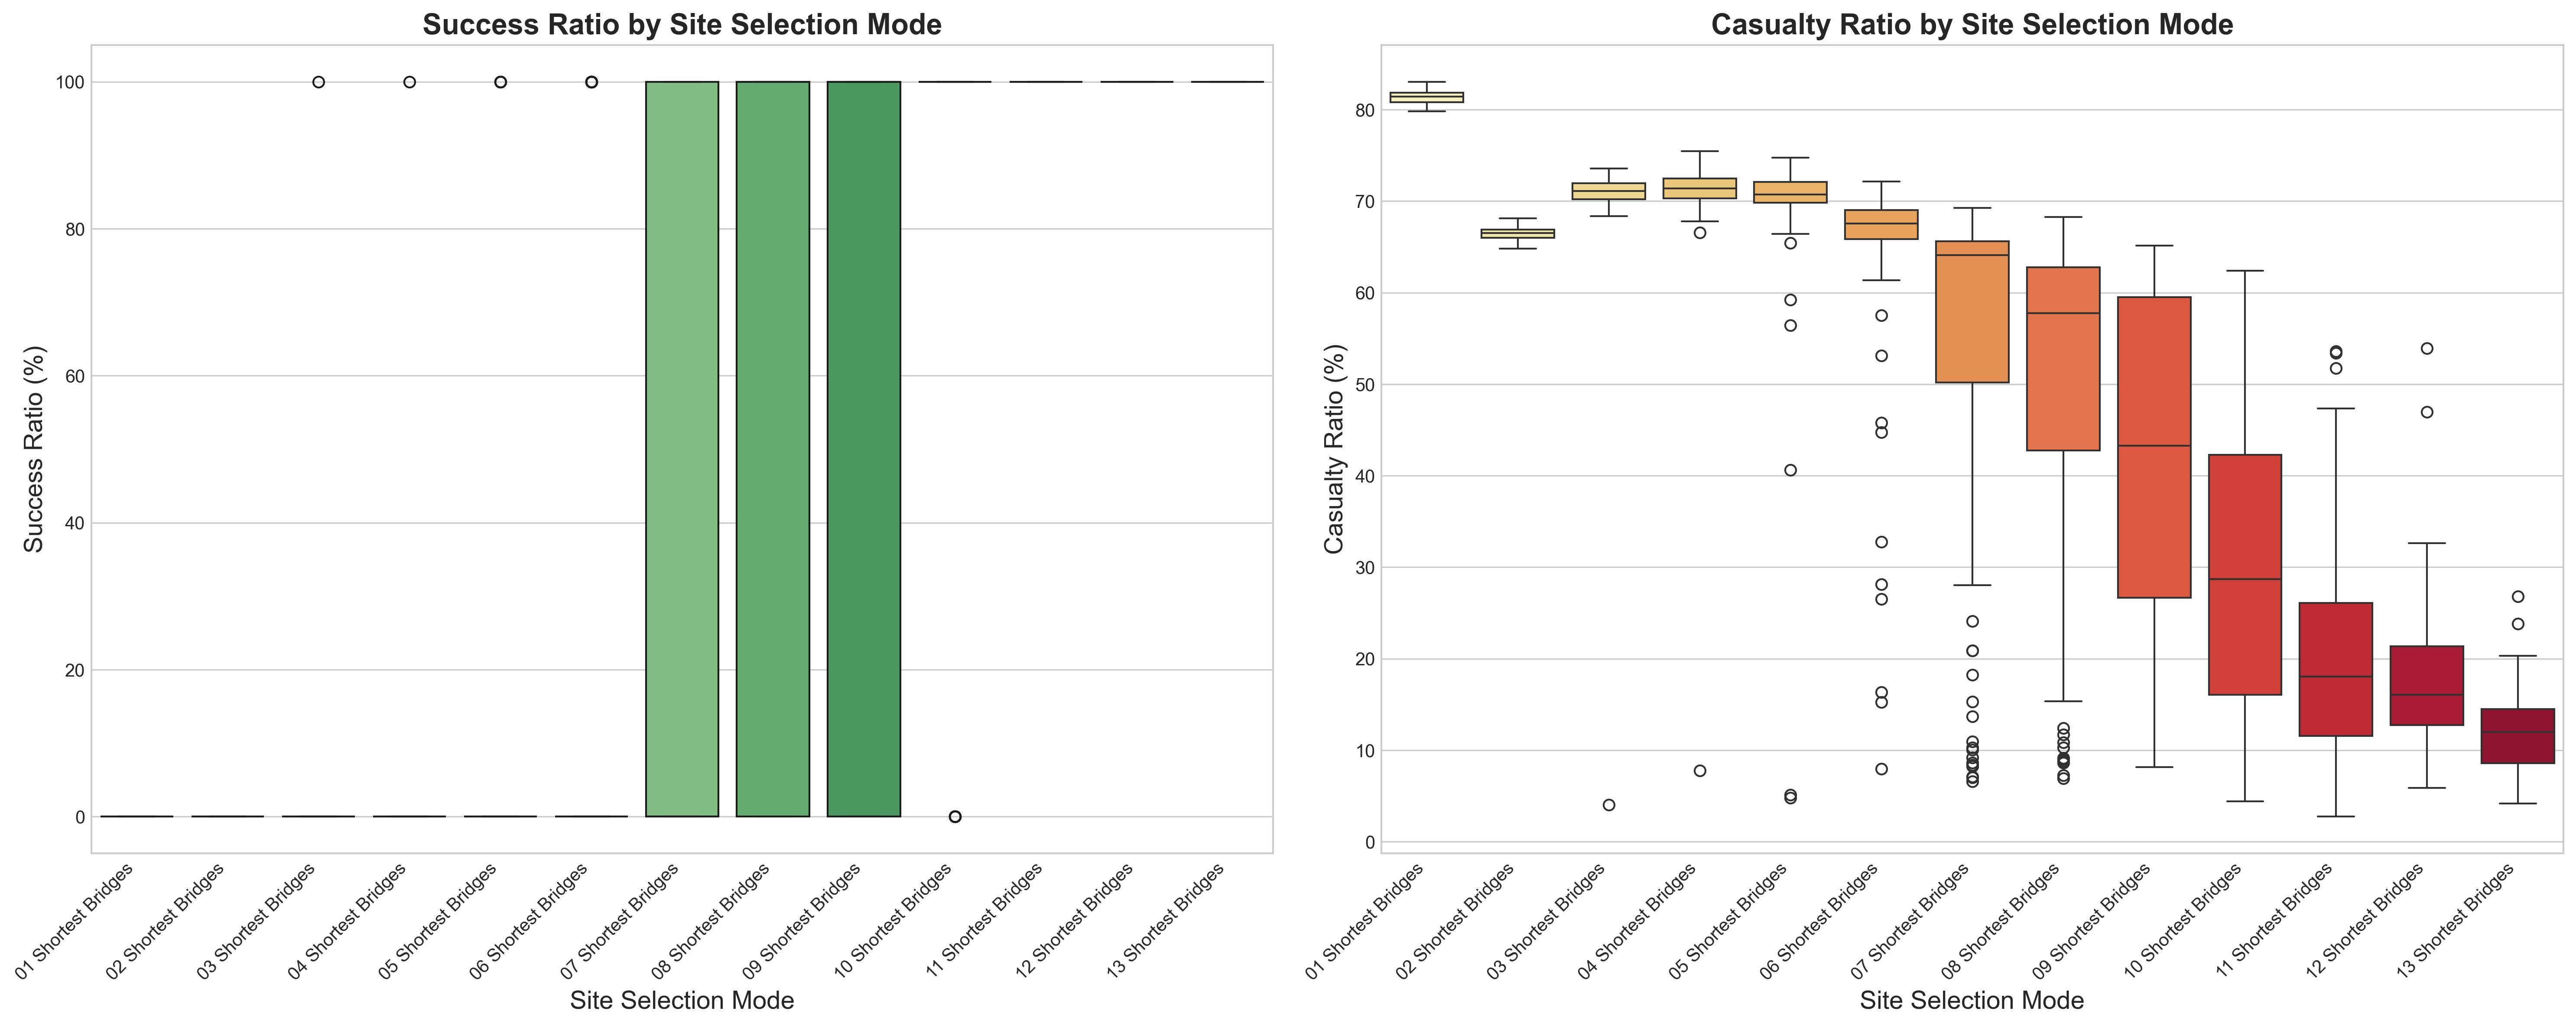 Success Ratio by Site Selection Mode
Success Ratio (%)
100
80
60
40
20
0
01 Shortest Bridges
02 Shortest Bridges
03 Shortest Bridges
04 Shortest Bridges
05 Shortest Bridges
06 Shortest Bridges
07 Shortest Bridges
08 Shortest Bridges
09 Shortest Bridges
10 Shortest Bridges
11 Shortest Bridges
12 Shortest Bridges
13 Shortest Bridges
Site Selection Mode
Casualty Ratio by Site Selection Mode
Casualty Ratio (%)
80
70
60
50
40
30
20
10
0
01 Shortest Bridges
02 Shortest Bridges
03 Shortest Bridges
04 Shortest Bridges
05 Shortest Bridges
06 Shortest Bridges
07 Shortest Bridges
08 Shortest Bridges
09 Shortest Bridges
10 Shortest Bridges
11 Shortest Bridges
12 Shortest Bridges
13 Shortest Bridges
Site Selection Mode